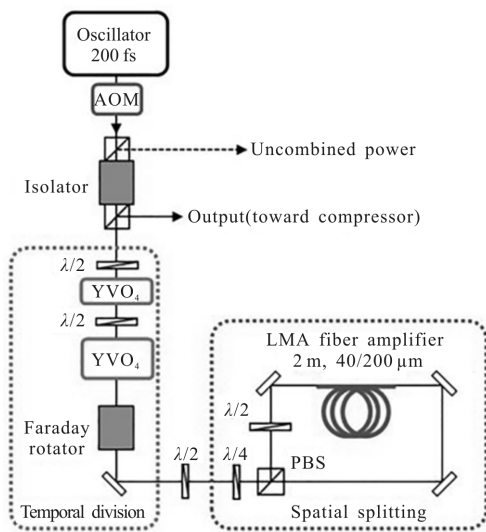 Oscillator
200 fs
AOM
Uncombined power
Isolator
Output(toward compressor)
λ/2
YVO₄
λ/2
YVO₄
Faraday
rotator
Temporal division
λ/2
λ/4
LMA fiber amplifier
2 m, 40/200 μm
λ/2
PBS
Spatial splitting